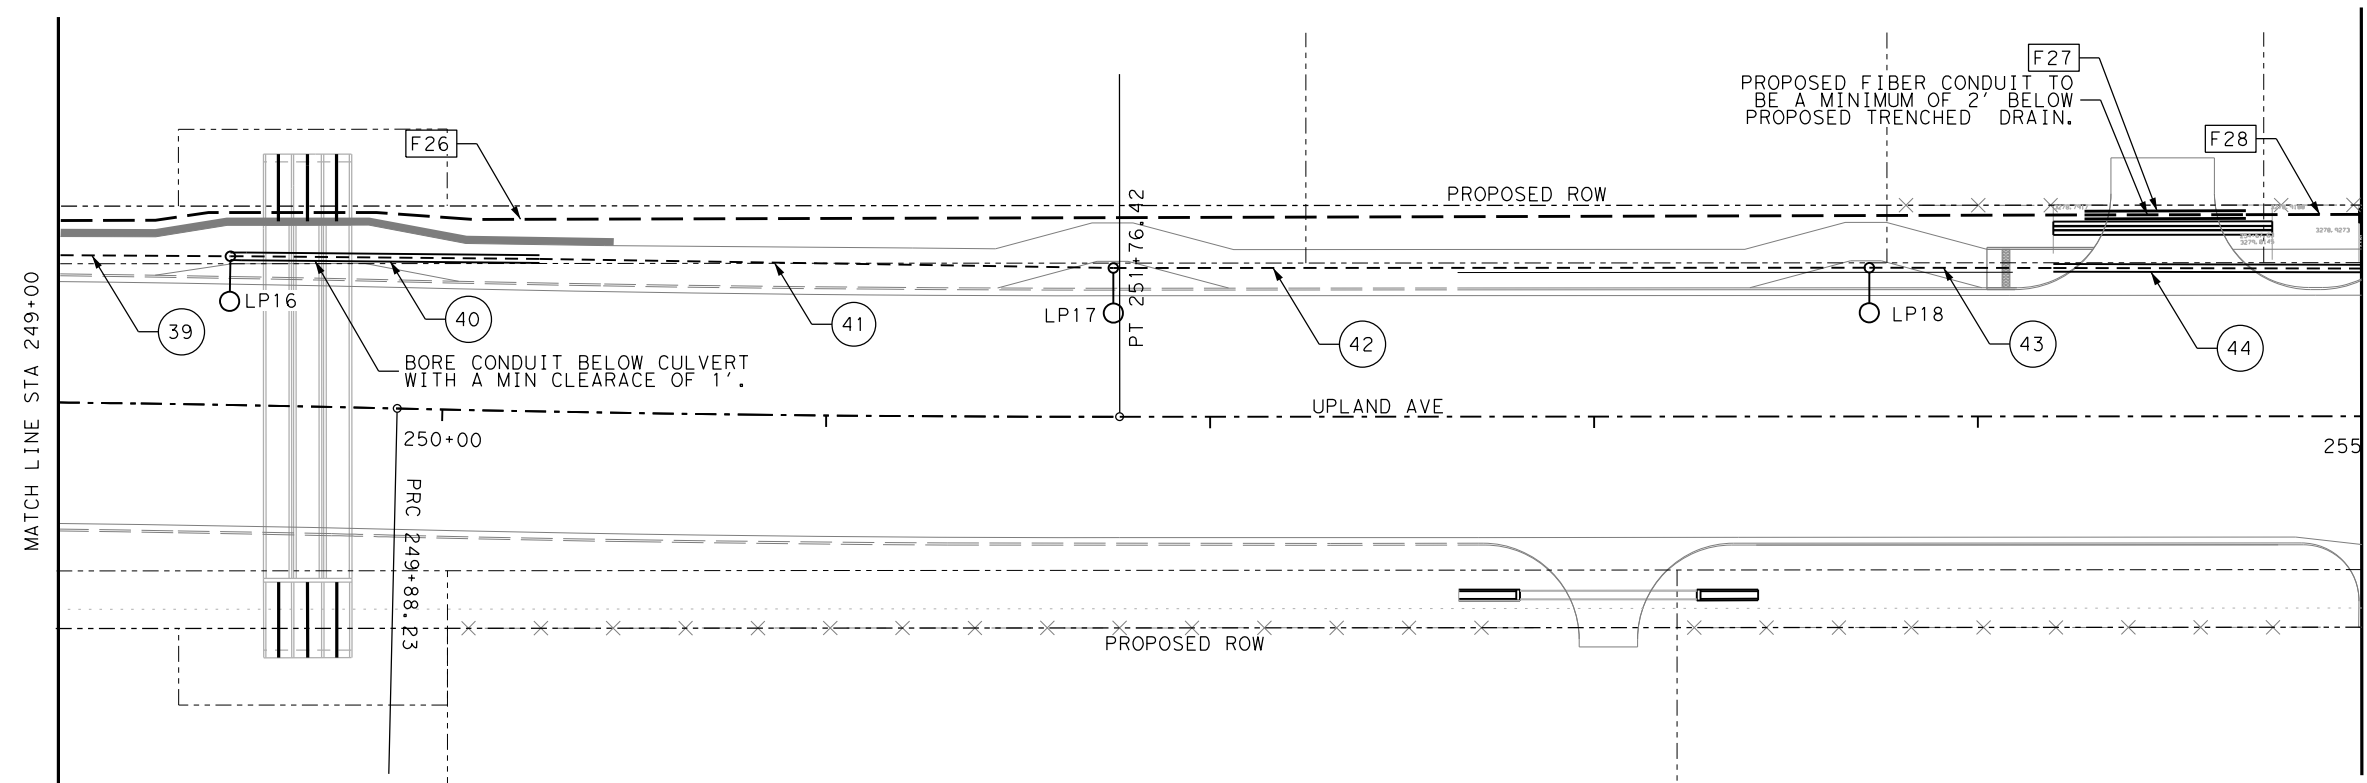 F27
PROPOSED FIBER CONDUIT TO
BE A MINIMUM OF 2' BELOW
PROPOSED TRENCHED DRAIN.
F26
F28
PROPOSED ROW
3278.9273
PT 251+76.42
MATCH LINE STA 249+00
LP16
LP17
LP18
39
40
41
42
43
44
BORE CONDUIT BELOW CULVERT
WITH A MIN CLEARACE OF 1'.
UPLAND AVE
250+00
255
PRC 249+88.23
PROPOSED ROW